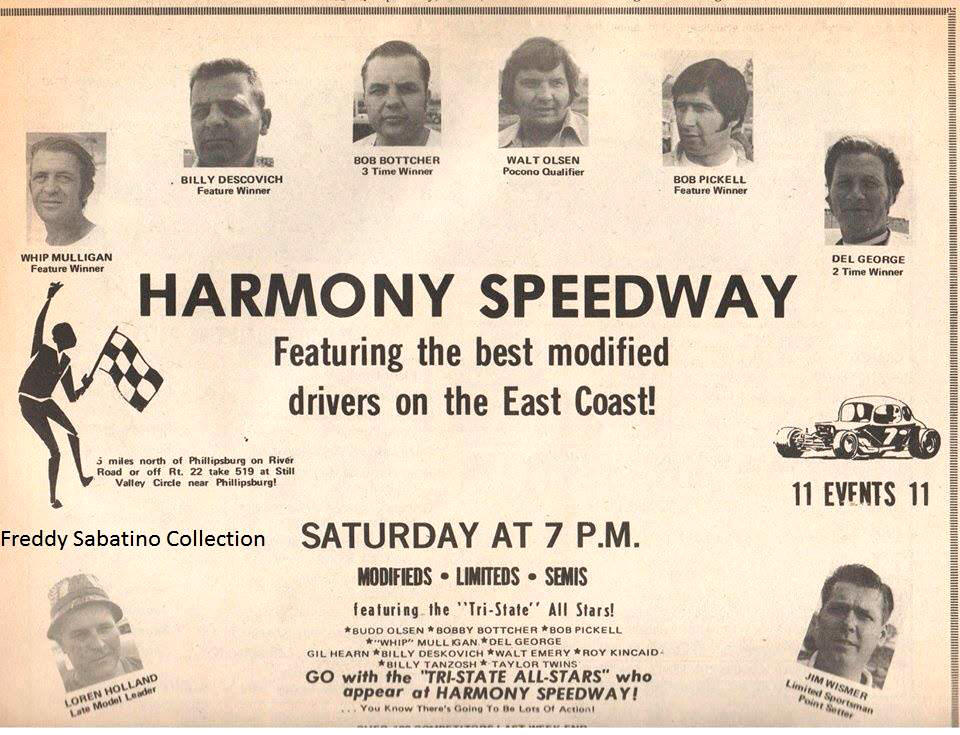 WHIP MULLIGAN
Feature Winner
BILLY DESCOVICH
Feature Winner
BOB BOTTCHER
3 Time Winner
WALT OLSEN
Pocono Qualifier
BOB PICKELL
Feature Winner
DEL GEORGE
2 Time Winner
HARMONY SPEEDWAY
Featuring the best modified
drivers on the East Coast!
5 miles north of Phillipsburg on River
Road or off Rt. 22 take 519 at Still
Valley Circle near Phillipsburg!
7
11 EVENTS 11
Freddy Sabatino Collection
SATURDAY AT 7 P.M.
MODIFIEDS • LIMITEDS • SEMIS
featuring the "Tri-State" All Stars!
*BUDD OLSEN *BOBBY BOTTCHER *BOB PICKELL
*"WHIP" MULLIGAN *DEL GEORGE
GIL HEARN *BILLY DESKOVICH *WALT EMERY *ROY KINCAID
*BILLY TANZOSH * TAYLOR TWINS
GO with the "TRI-STATE ALL-STARS" who
appear at HARMONY SPEEDWAY!
...You Know There's Going To Be Lots Of Action!
LOREN HOLLAND
Late Model Leader
JIM WISMER
Limited Sportsman
Point Setter